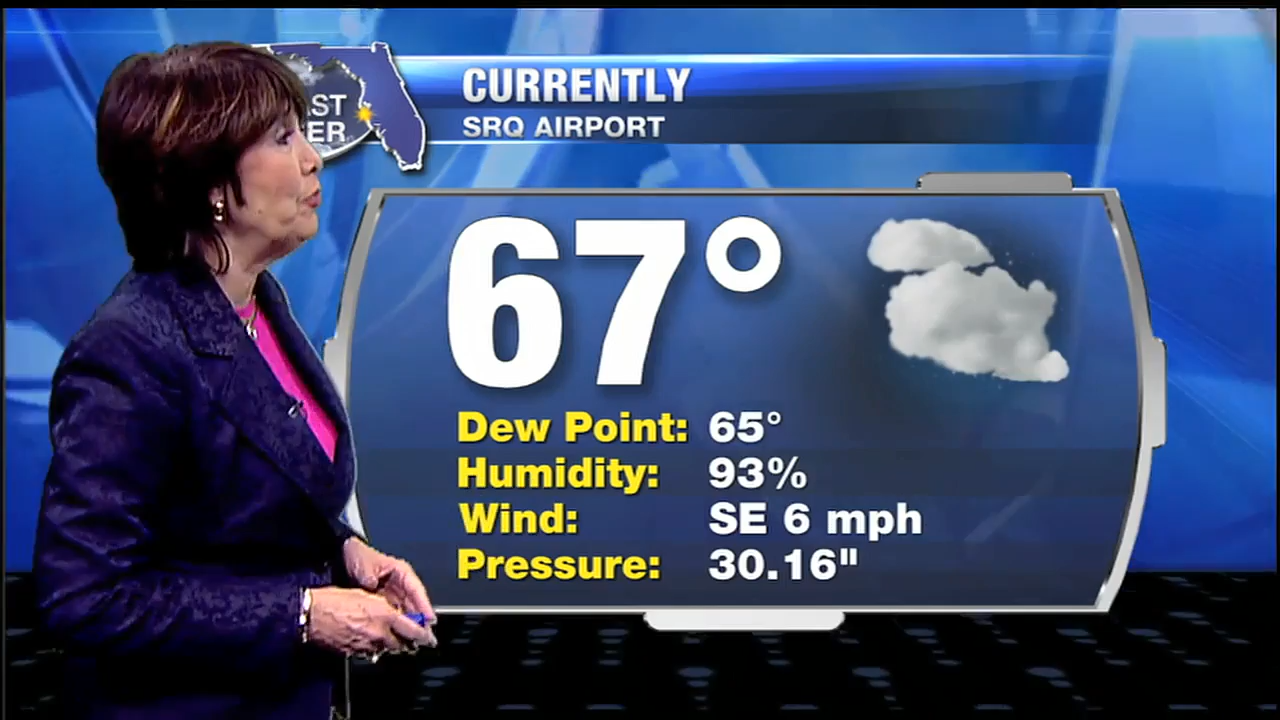 CURRENTLY
SRQ AIRPORT
67°
Dew Point: 65°
Humidity: 93%
Wind: SE 6 mph
Pressure: 30.16"